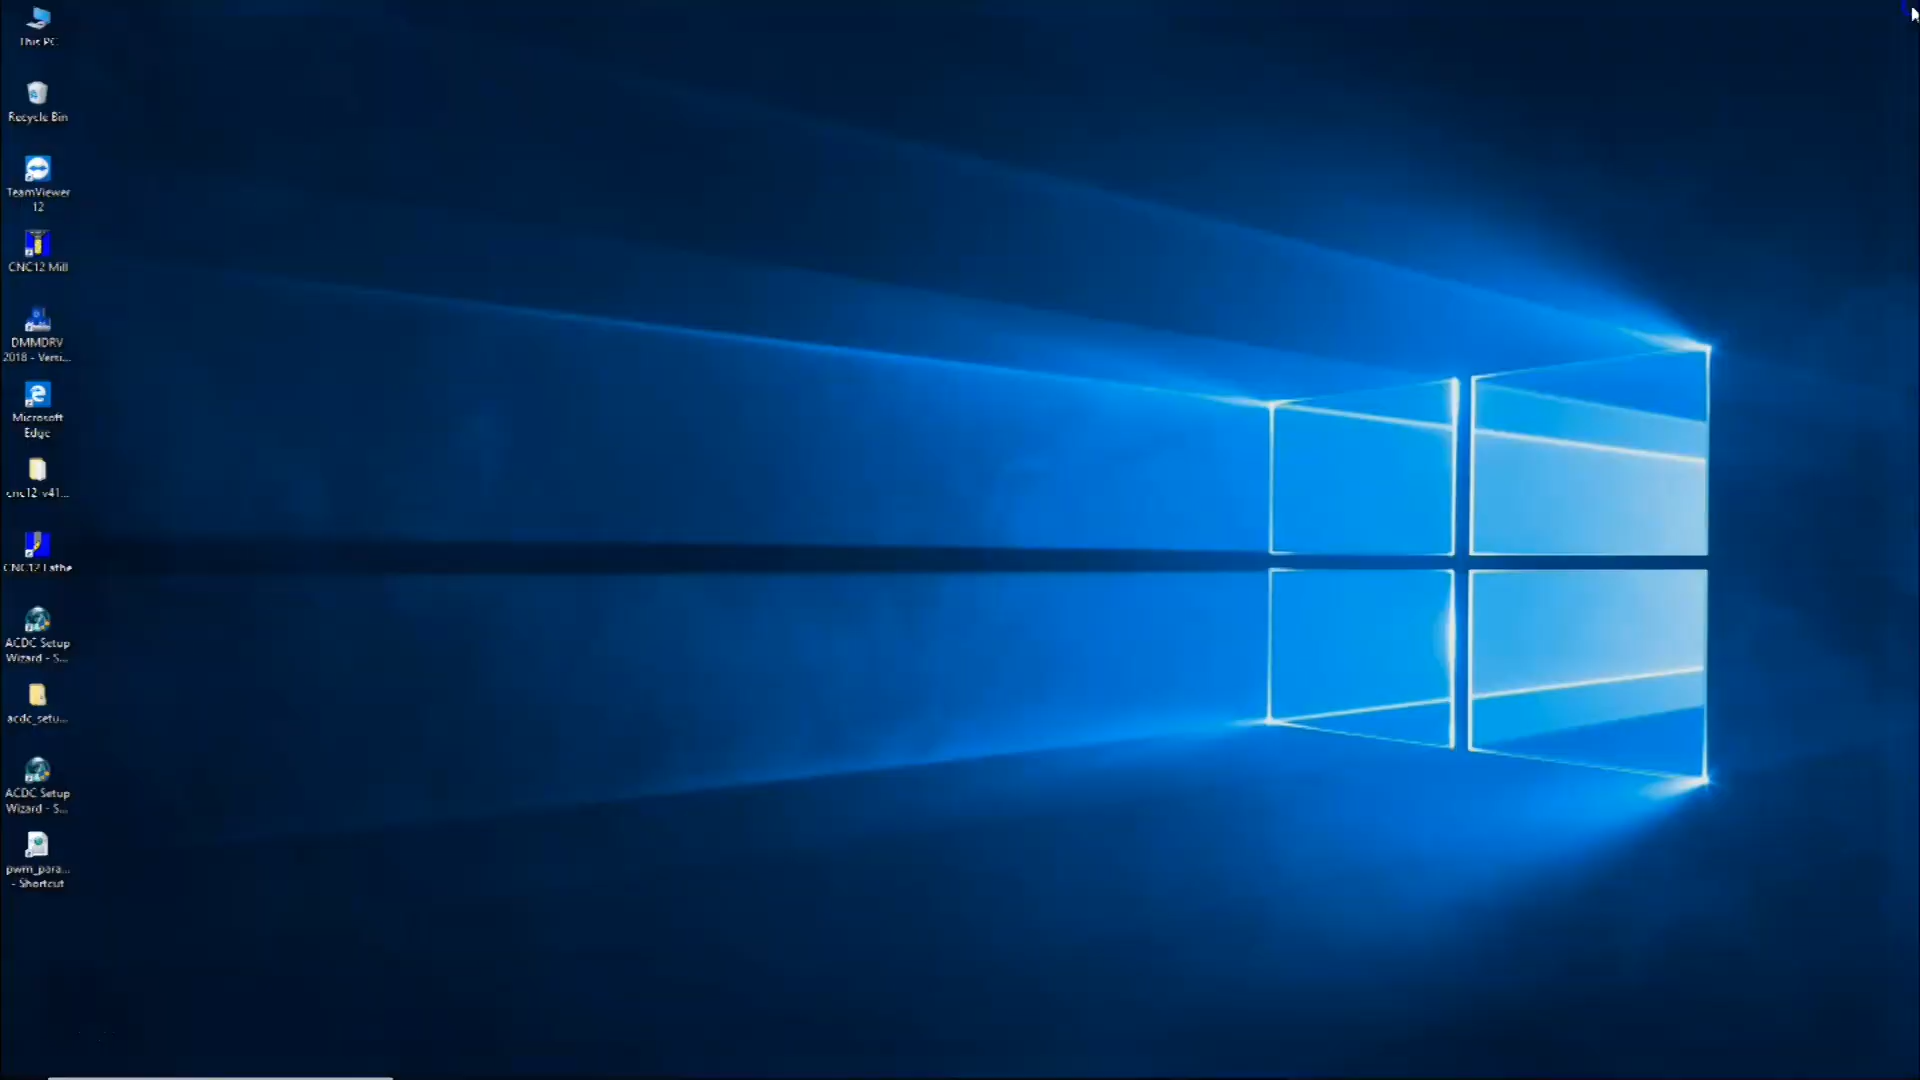 This PC
Recycle Bin
TeamViewer
12
CNC12 Mill
DMMDRV
2018 - Versi...
Microsoft
Edge
cnc12-v41...
CNC12 Lathe
ACDC Setup
Wizard - S...
acdc_setu...
ACDC Setup
Wizard - S...
pwm_para...
- Shortcut